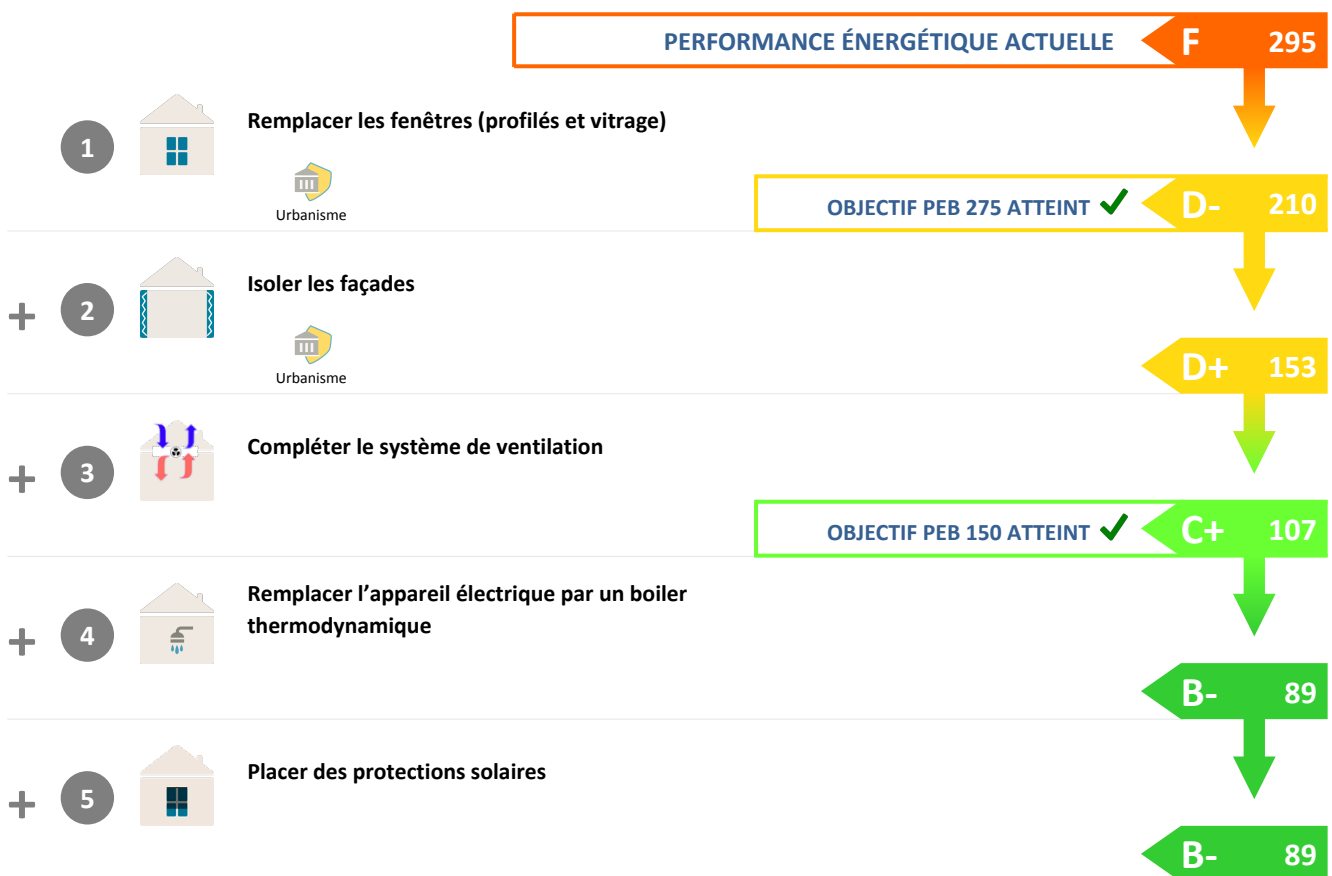 PERFORMANCE ÉNERGÉTIQUE ACTUELLE F 295
1 Remplacer les fenêtres (profilés et vitrage)
Urbanisme
OBJECTIF PEB 275 ATTEINT ✔ D- 210
+ 2 Isoler les façades
Urbanisme
D+ 153
+ 3 Compléter le système de ventilation
OBJECTIF PEB 150 ATTEINT ✔ C+ 107
+ 4 Remplacer l’appareil électrique par un boiler
thermodynamique
B- 89
+ 5 Placer des protections solaires
B- 89